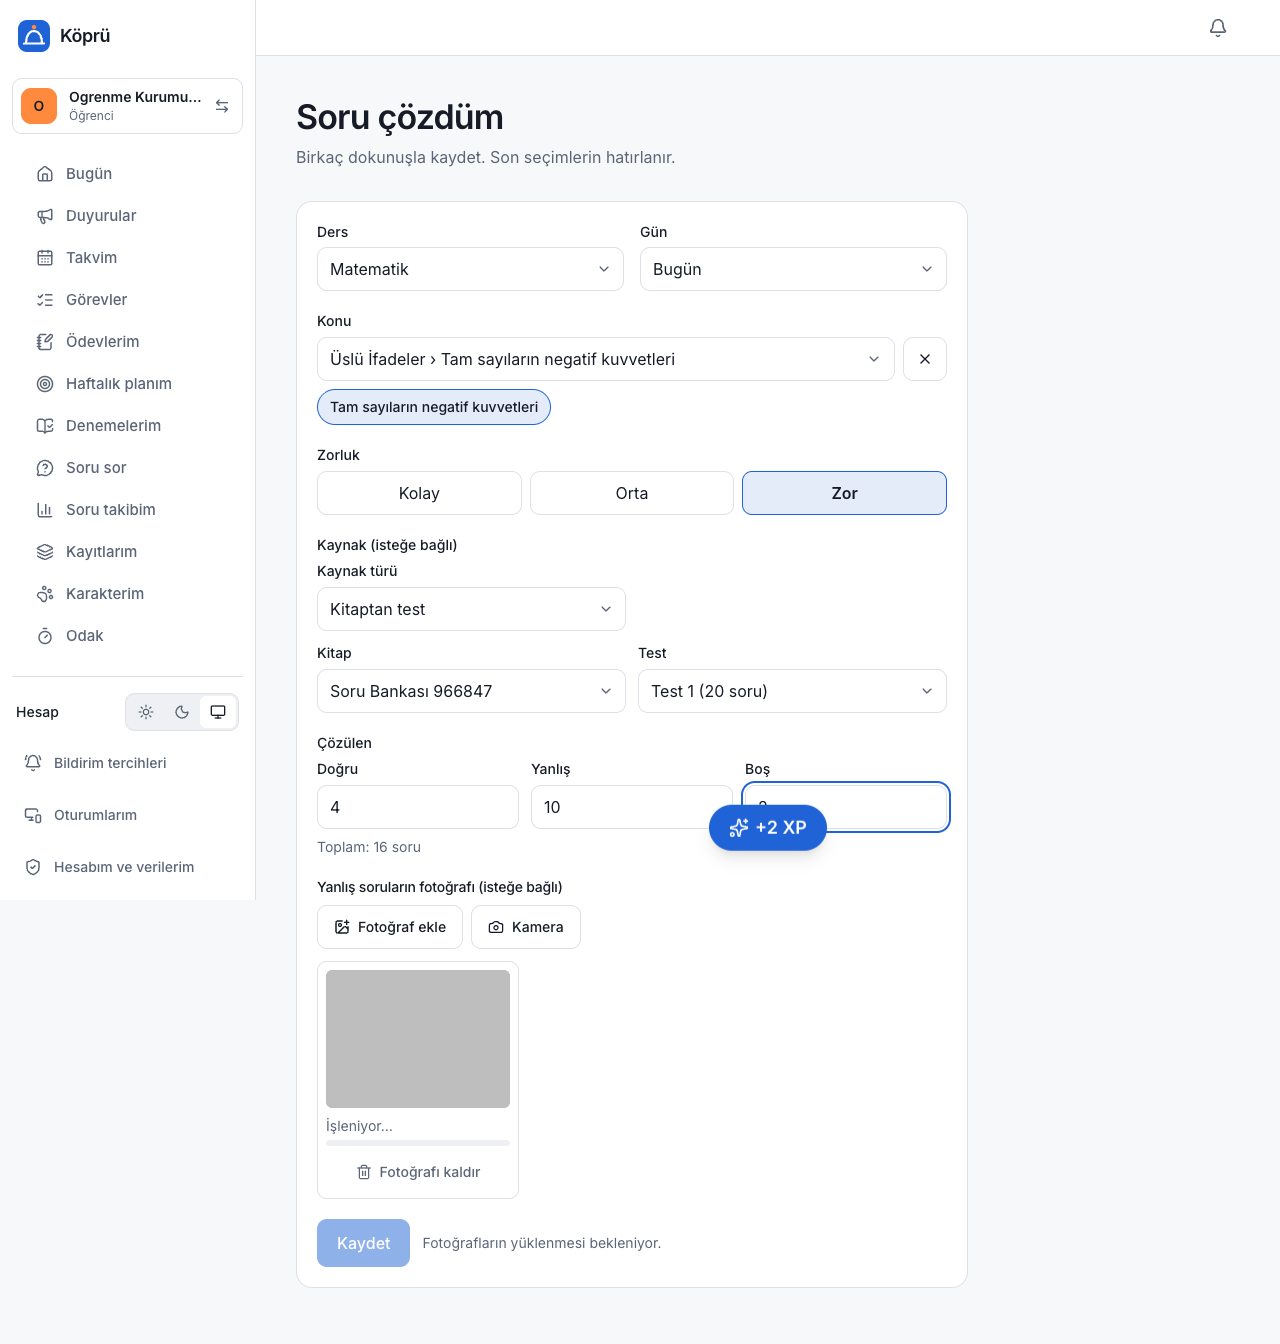 Köprü
O
Ogrenme Kurumu...
Öğrenci
Bugün
Duyurular
Takvim
Görevler
Ödevlerim
Haftalık planım
Denemelerim
Soru sor
Soru takibim
Kayıtlarım
Karakterim
Odak
Hesap
Bildirim tercihleri
Oturumlarım
Hesabım ve verilerim
Soru çözdüm
Birkaç dokunuşla kaydet. Son seçimlerin hatırlanır.
Ders
Gün
Matematik
Bugün
Konu
Üslü İfadeler › Tam sayıların negatif kuvvetleri
Tam sayıların negatif kuvvetleri
Zorluk
Kolay
Orta
Zor
Kaynak (isteğe bağlı)
Kaynak türü
Kitaptan test
Kitap
Test
Soru Bankası 966847
Test 1 (20 soru)
Çözülen
Doğru
Yanlış
Boş
4
10
+2 XP
Toplam: 16 soru
Yanlış soruların fotoğrafı (isteğe bağlı)
Fotoğraf ekle
Kamera
İşleniyor...
Fotoğrafı kaldır
Kaydet
Fotoğrafların yüklenmesi bekleniyor.